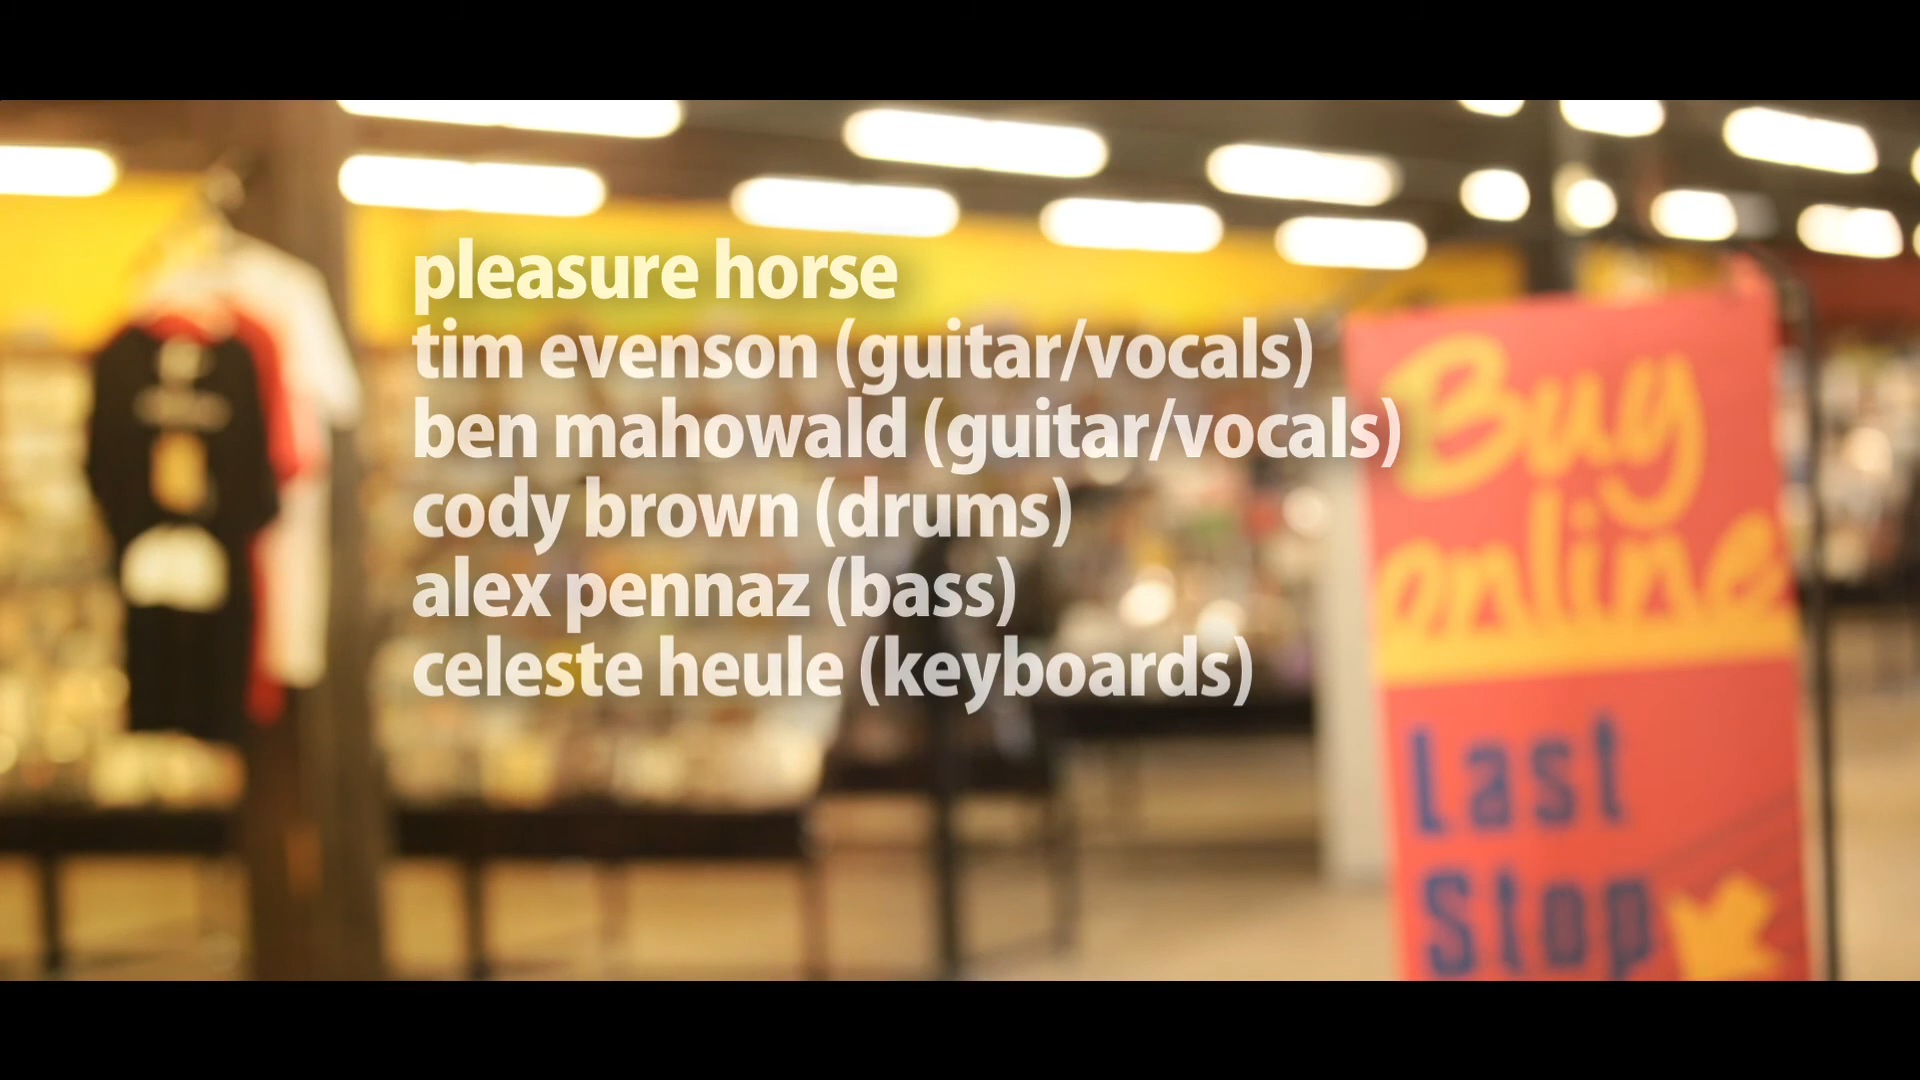 pleasure horse
tim evenson (guitar/vocals)
ben mahowald (guitar/vocals)
cody brown (drums)
alex pennaz (bass)
celeste heule (keyboards)
Buy
online
Last
Stop